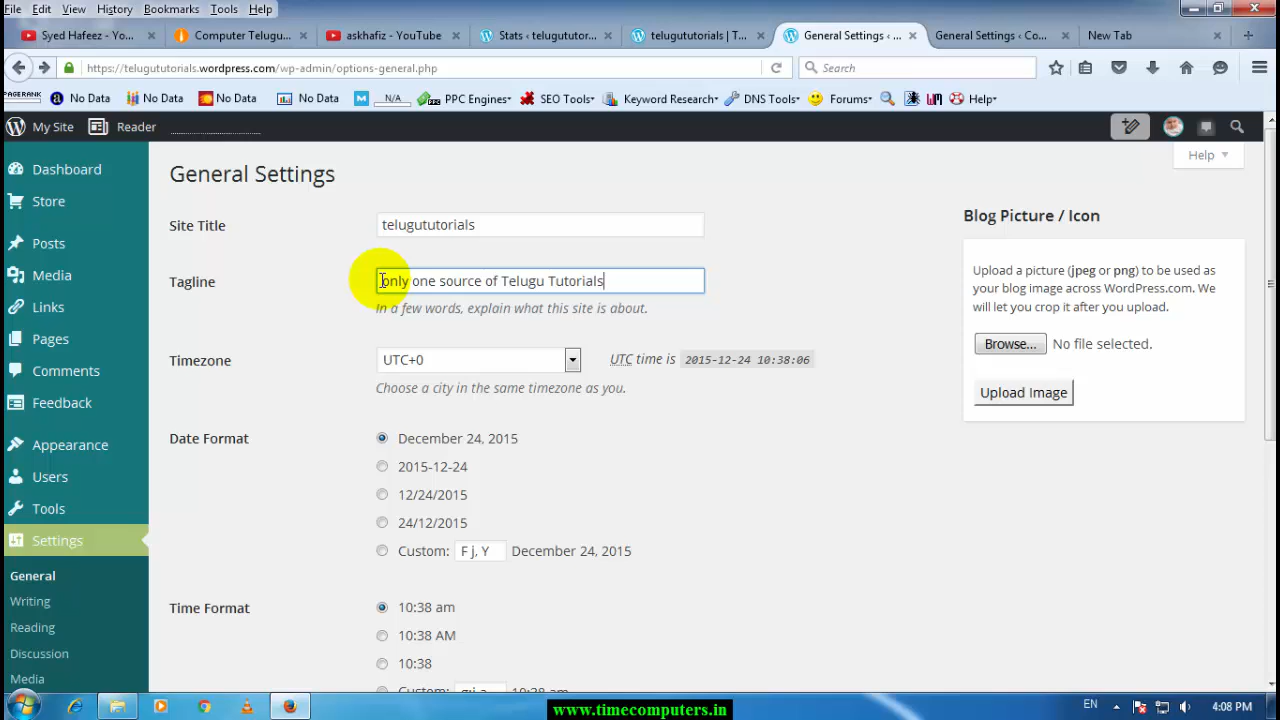 File Edit View History Bookmarks Tools Help
Syed Hafeez - You... Computer Telugu... askhafiz - YouTube Stats ‹ telugututor... telugututorials | T... General Settings ‹ ... General Settings ‹ Co... New Tab
https://telugututorials.wordpress.com/wp-admin/options-general.php Search
PAGERANK No Data No Data No Data No Data N/A PPC Engines SEO Tools Keyword Research DNS Tools Forums Help
My Site Reader
Help
Dashboard
Store
Posts
Media
Links
Pages
Comments
Feedback
Appearance
Users
Tools
Settings
General
Writing
Reading
Discussion
Media
General Settings
Site Title telugututorials
Tagline only one source of Telugu Tutorials
In a few words, explain what this site is about.
Timezone UTC+0 UTC time is 2015-12-24 10:38:06
Choose a city in the same timezone as you.
Date Format December 24, 2015
2015-12-24
12/24/2015
24/12/2015
Custom: F j, Y December 24, 2015
Time Format 10:38 am
10:38 AM
10:38
Blog Picture / Icon
Upload a picture (jpeg or png) to be used as
your blog image across WordPress.com. We
will let you crop it after you upload.
Browse... No file selected.
Upload Image
www.timecomputers.in
EN 4:08 PM